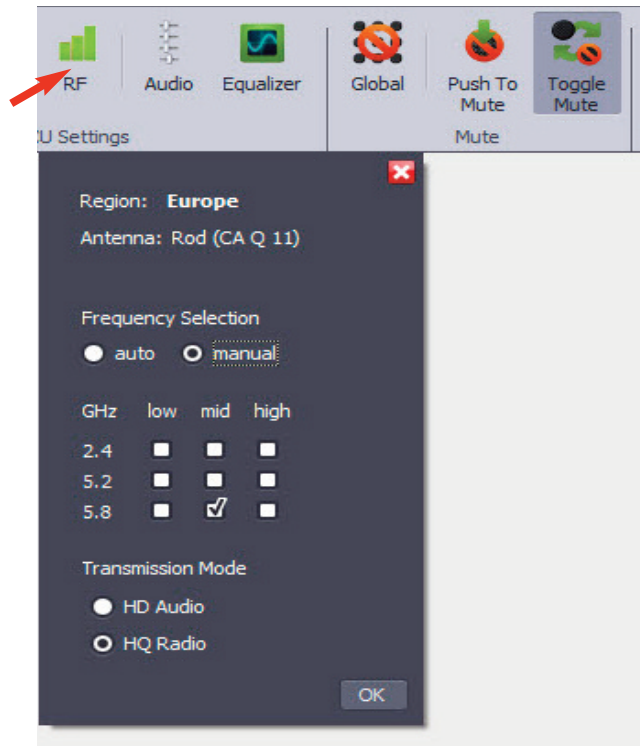 RF Audio Equalizer Global Push To Mute Toggle Mute
CU Settings Mute
Region: Europe
Antenna: Rod (CA Q 11)
Frequency Selection
auto manual
GHz low mid high
2.4
5.2
5.8
Transmission Mode
HD Audio
HQ Radio
OK